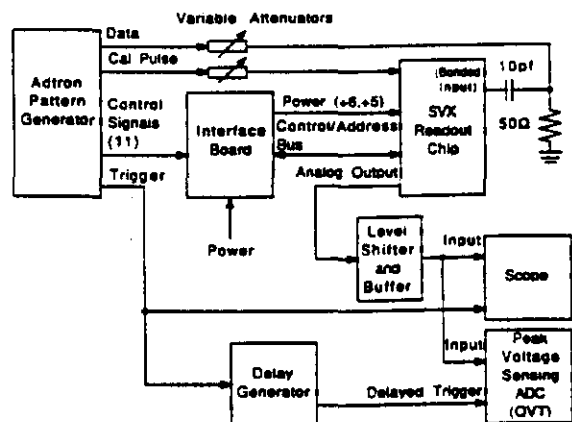 Variable Attenuators
Data
Cal Pulse
Adtron
Pattern
Generator
Control
Signals
(11)
Trigger
Interface
Board
Power
Power (+6,+5)
Control/Address
Bus
Analog Output
(Bonded
Input)
SVX
Readout
Chip
10pf
50Ω
Level
Shifter
and
Buffer
Input
Scope
Input
Peak
Voltage
Sensing
ADC
(QVT)
Delay
Generator
Delayed Trigger